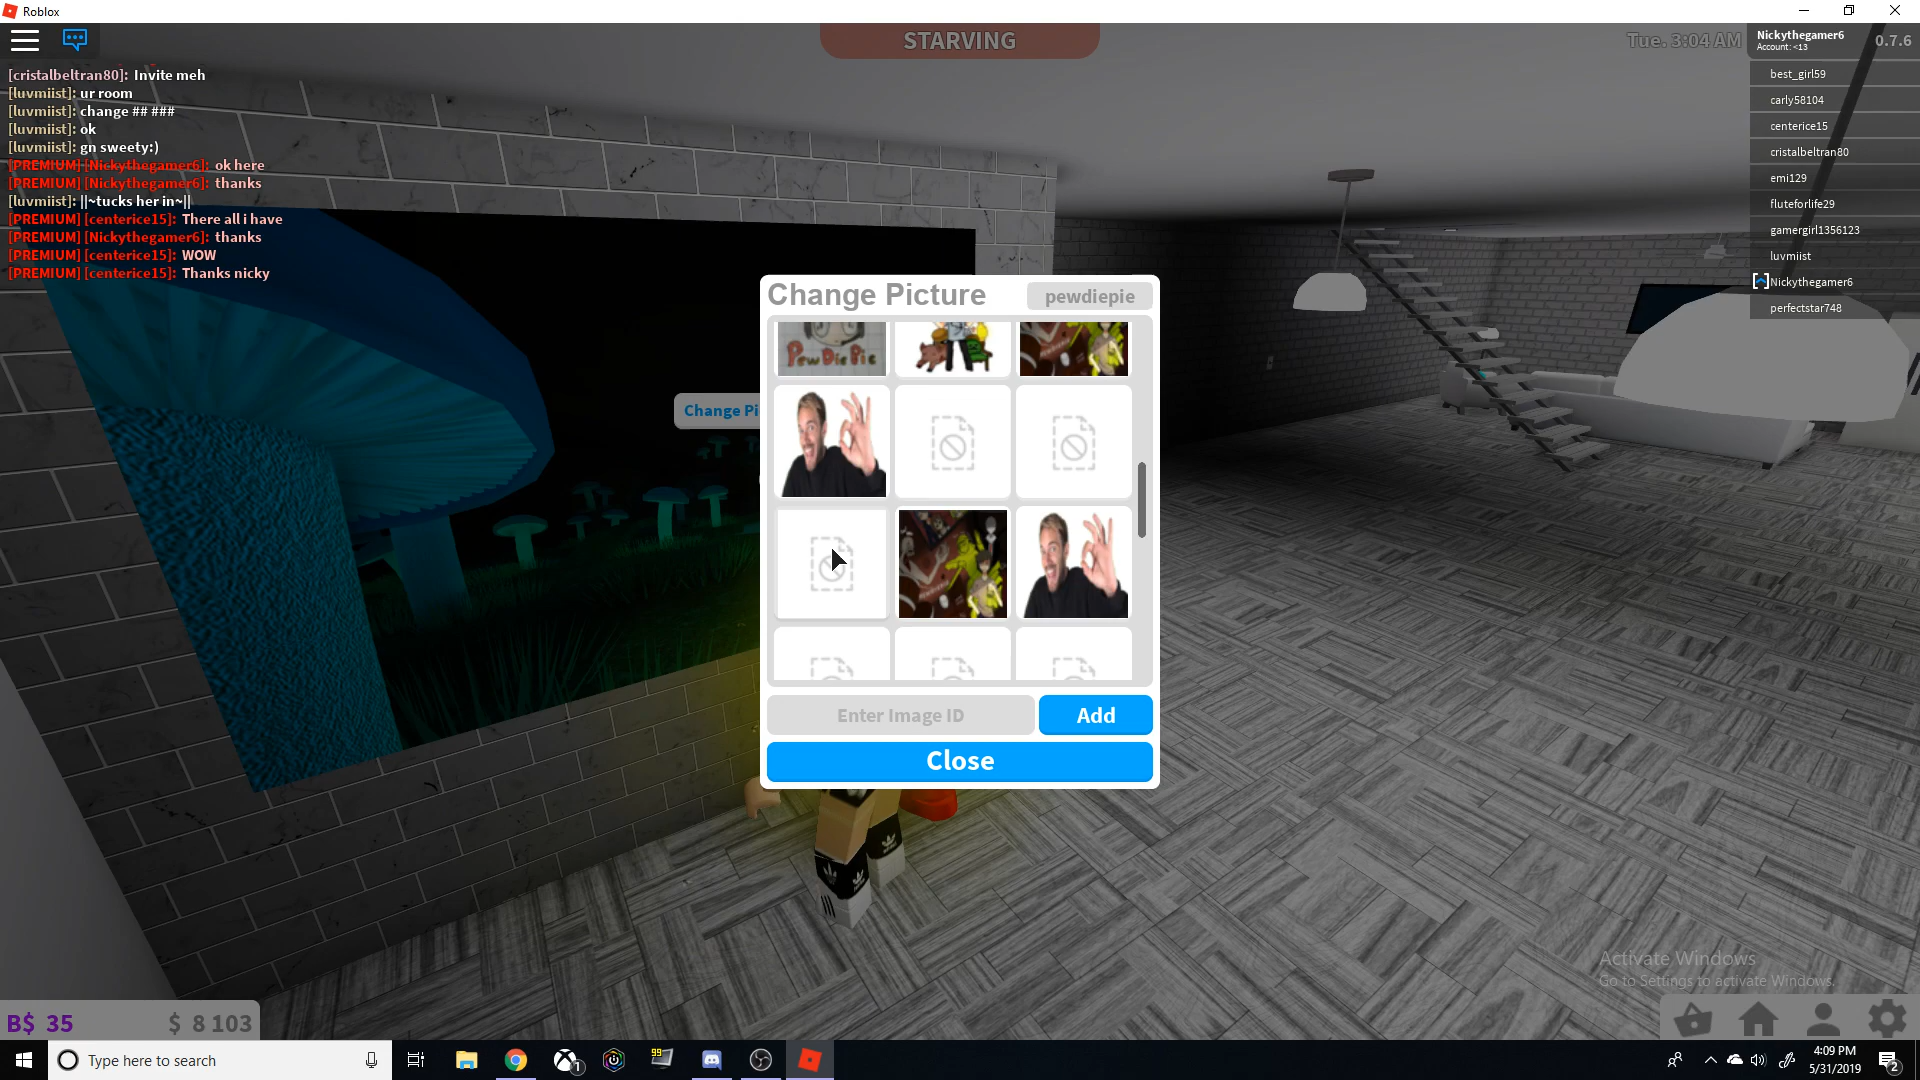 Roblox
STARVING
Tue. 3:04 AM
Nickythegamer6
Account: <13
0.7.6
[cristalbeltran80]: Invite meh
[luvmiist]: ur room
[luvmiist]: change ## ###
[luvmiist]: ok
[luvmiist]: gn sweety:)
[PREMIUM] [Nickythegamer6]: ok here
[PREMIUM] [Nickythegamer6]: thanks
[luvmiist]: ||~tucks her in~||
[PREMIUM] [centerice15]: There all i have
[PREMIUM] [Nickythegamer6]: thanks
[PREMIUM] [centerice15]: WOW
[PREMIUM] [centerice15]: Thanks nicky
best_girl59
carly58104
centerice15
cristalbeltran80
emi129
fluteforlife29
gamergirl1356123
luvmiist
Nickythegamer6
perfectstar748
Change Picture
pewdiepie
PewDiePie
Change Pi
Enter Image ID
Add
Close
Activate Windows
Go to Settings to activate Windows.
B$ 35
$ 8 103
Type here to search
1
99
4:09 PM
5/31/2019
2